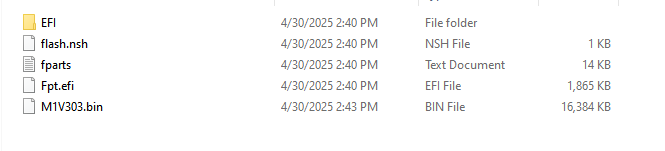 EFI 4/30/2025 2:40 PM File folder
flash.nsh 4/30/2025 2:40 PM NSH File 1 KB
fparts 4/30/2025 2:40 PM Text Document 14 KB
Fpt.efi 4/30/2025 2:40 PM EFI File 1,865 KB
M1V303.bin 4/30/2025 2:43 PM BIN File 16,384 KB